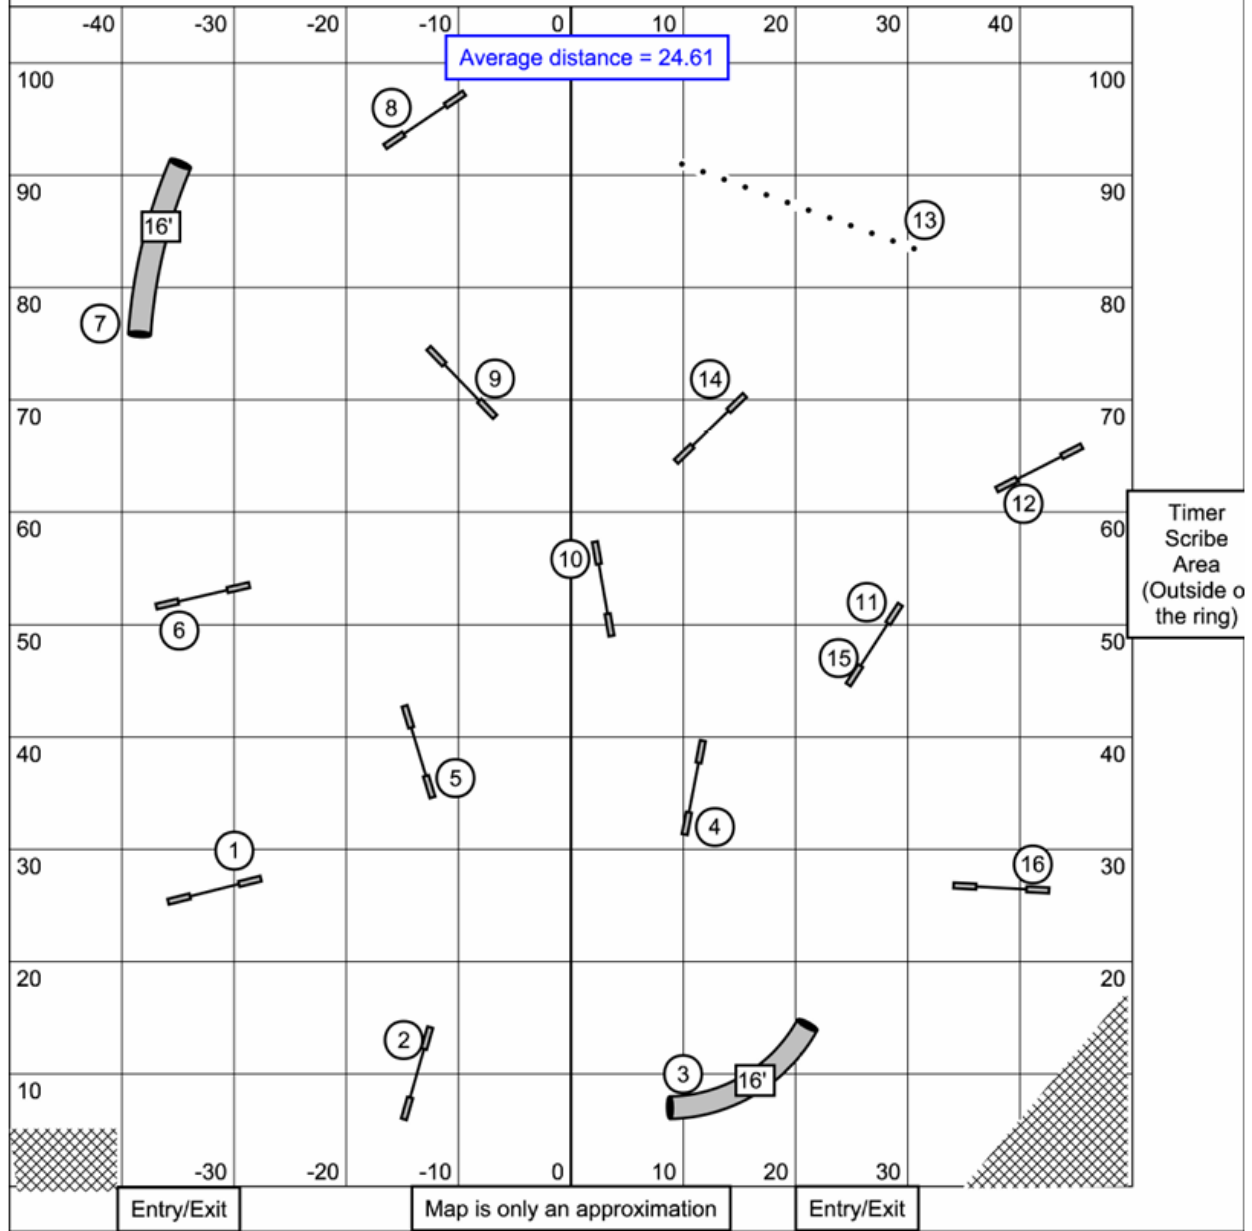 -40 -30 -20 -10 0 10 20 30 40
Average distance = 24.61
100 100
8
90 90
16'
13
80 80
7
9 14
70 70
12
60 60
Timer
Scribe
Area
(Outside o
the ring)
10
11
6
50 50
15
40 40
5
4
1
30 30
16
20 20
2
3
16'
10
-30 -20 -10 0 10 20 30
Entry/Exit
Map is only an approximation
Entry/Exit